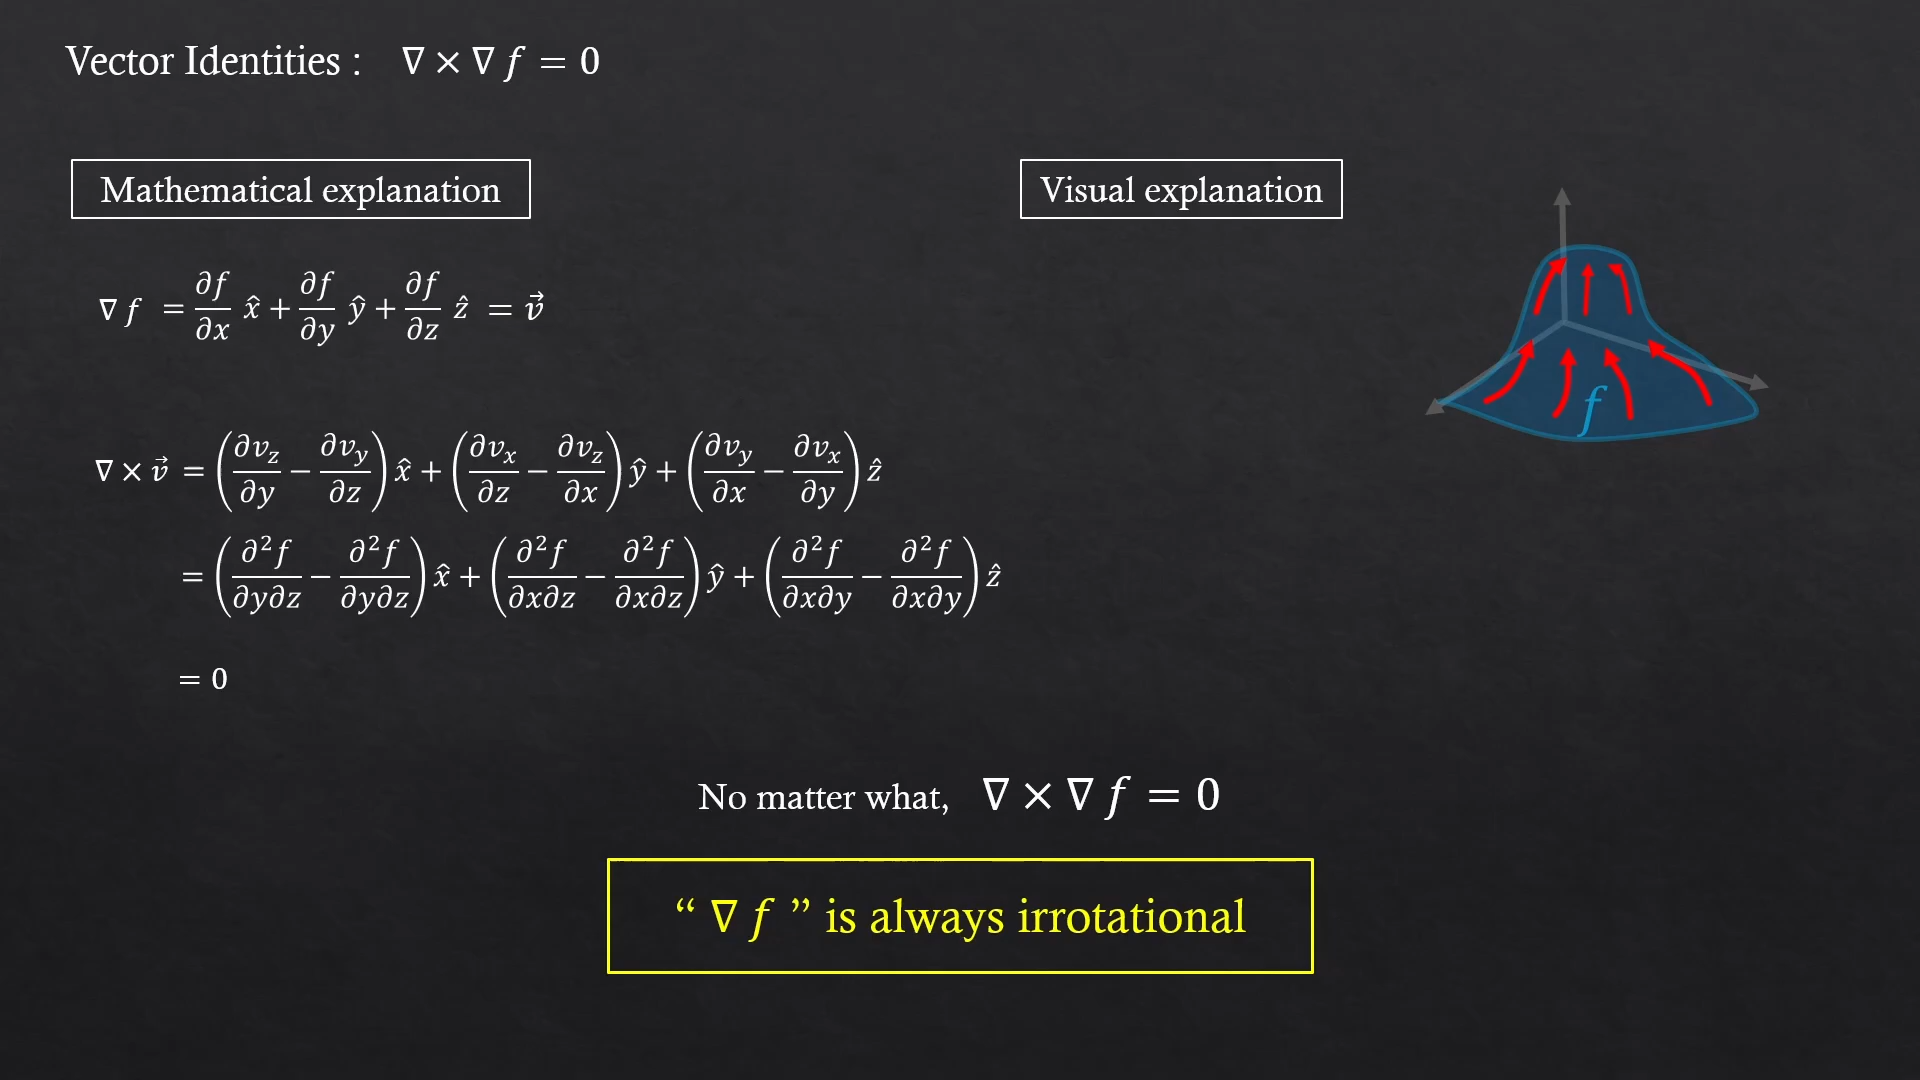 Vector Identities : ∇ × ∇ f = 0
Mathematical explanation
Visual explanation
∇ f = ∂f/∂x x̂ + ∂f/∂y ŷ + ∂f/∂z ẑ = v⃗
f
∇ × v⃗ = (∂v_z/∂y − ∂v_y/∂z) x̂ + (∂v_x/∂z − ∂v_z/∂x) ŷ + (∂v_y/∂x − ∂v_x/∂y) ẑ
= (∂²f/∂y∂z − ∂²f/∂y∂z) x̂ + (∂²f/∂x∂z − ∂²f/∂x∂z) ŷ + (∂²f/∂x∂y − ∂²f/∂x∂y) ẑ
= 0
No matter what, ∇ × ∇ f = 0
“ ∇ f ” is always irrotational